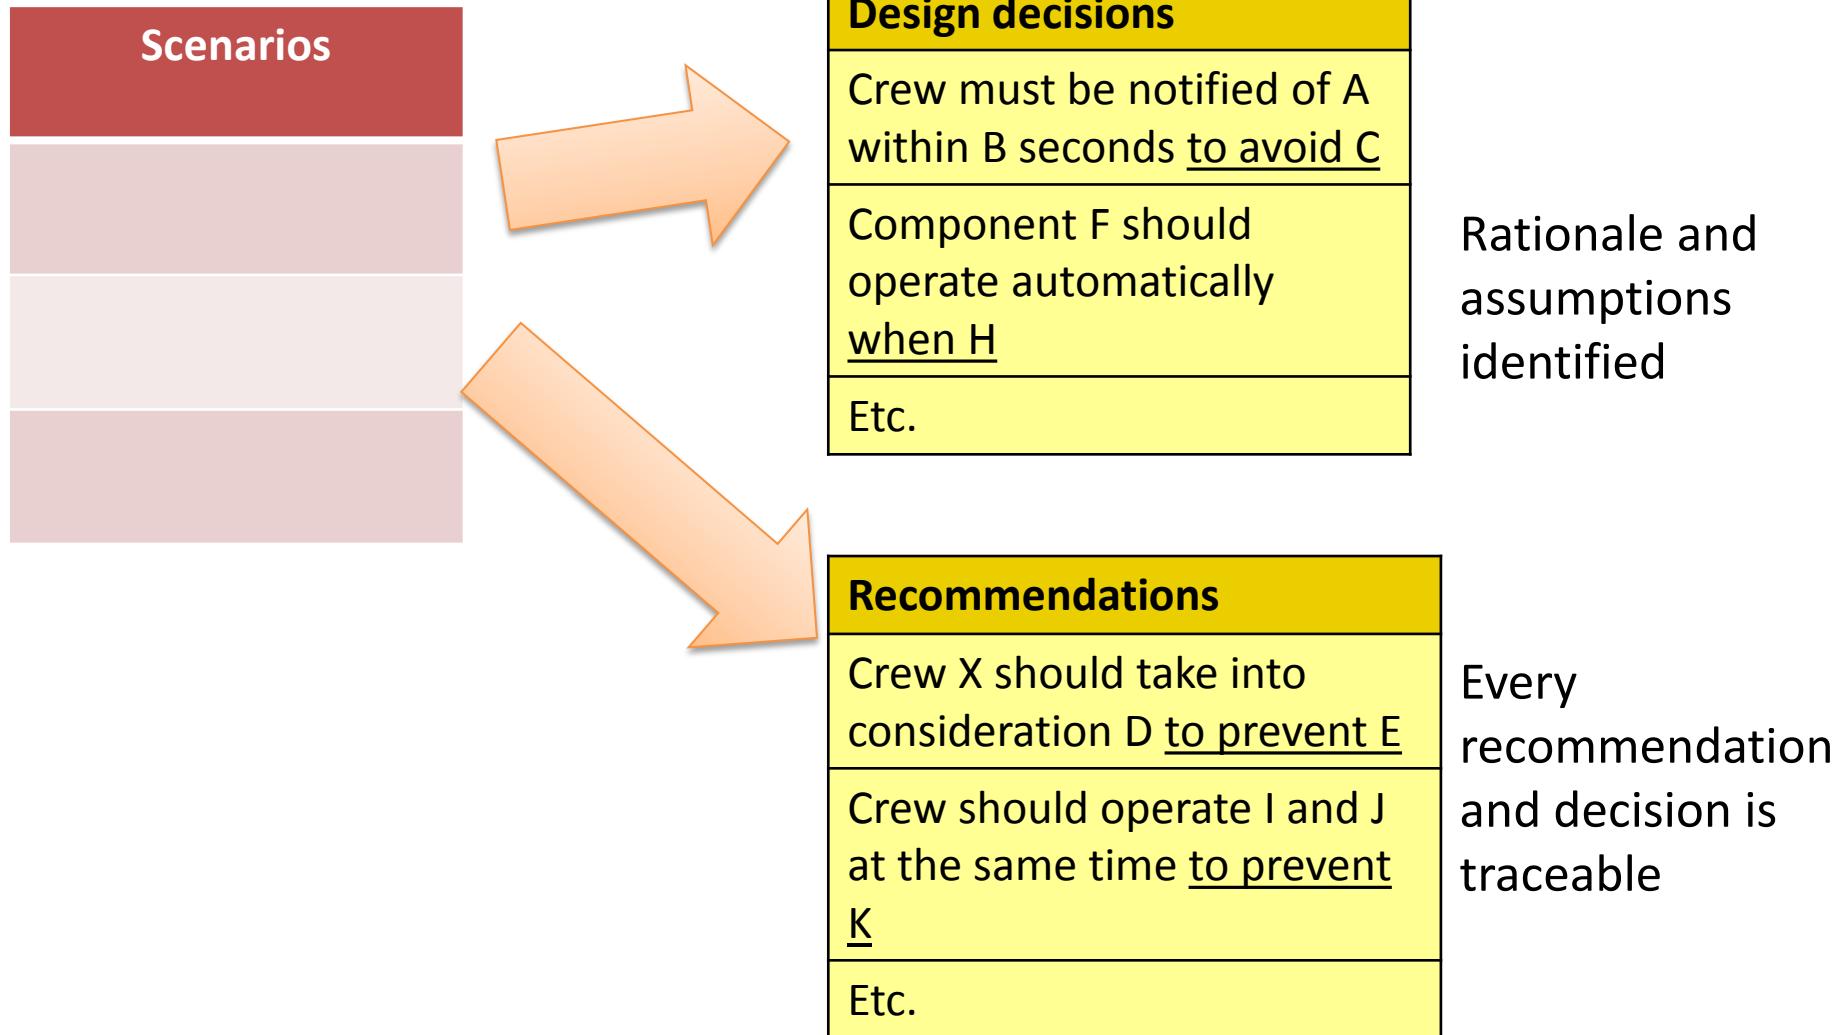 Scenarios
Design decisions
Crew must be notified of A
within B seconds to avoid C
Component F should
operate automatically
when H
Etc.
Rationale and
assumptions
identified
Recommendations
Crew X should take into
consideration D to prevent E
Crew should operate I and J
at the same time to prevent
K
Etc.
Every
recommendation
and decision is
traceable